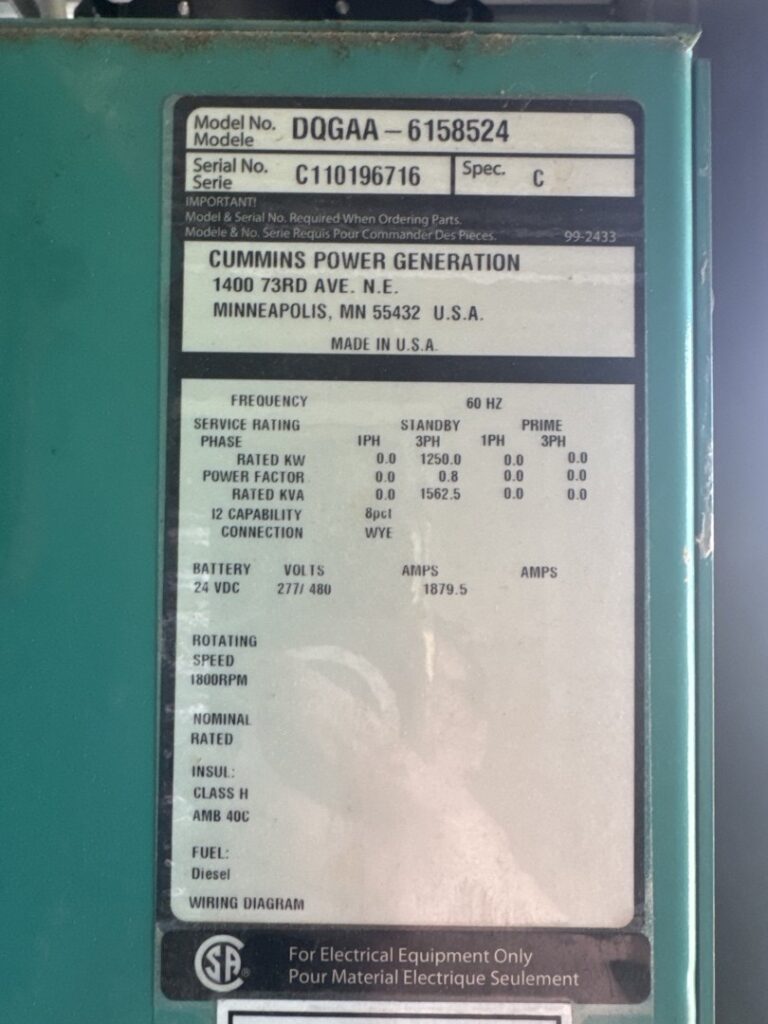 Model No. DQGAA – 6158524
Modele
Serial No. C110196716 Spec. C
Serie
IMPORTANT!
Model & Serial No. Required When Ordering Parts.
Modele & No. Serie Requis Pour Commander Des Pieces. 99-2433
CUMMINS POWER GENERATION
1400 73RD AVE. N.E.
MINNEAPOLIS, MN 55432 U.S.A.
MADE IN U.S.A.
FREQUENCY 60 HZ
SERVICE RATING STANDBY PRIME
PHASE 1PH 3PH 1PH 3PH
RATED KW 0.0 1250.0 0.0 0.0
POWER FACTOR 0.0 0.8 0.0 0.0
RATED KVA 0.0 1562.5 0.0 0.0
I2 CAPABILITY 8pct
CONNECTION WYE
BATTERY VOLTS AMPS AMPS
24 VDC 277/ 480 1879.5
ROTATING
SPEED
1800RPM
NOMINAL
RATED
INSUL:
CLASS H
AMB 40C
FUEL:
Diesel
WIRING DIAGRAM
SA ®
For Electrical Equipment Only
Pour Material Electrique Seulement